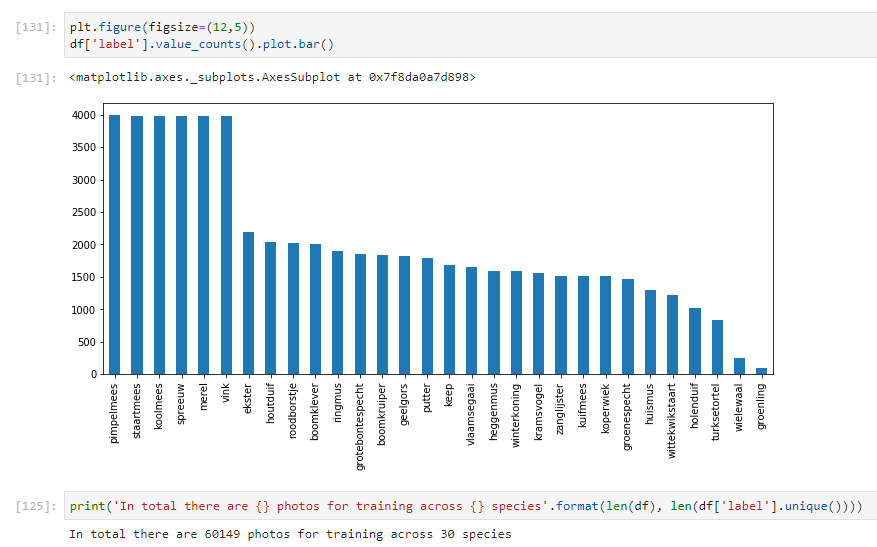 [131]: plt.figure(figsize=(12,5))
df['label'].value_counts().plot.bar()
[131]: <matplotlib.axes._subplots.AxesSubplot at 0x7f8da0a7d898>
4000
3500
3000
2500
2000
1500
1000
500
0
pimpelmees
staartmees
koolmees
spreeuw
merel
vink
ekster
houtduif
roodborstje
boomklever
ringmus
grotebontespecht
boomkruiper
geelgors
putter
keep
vlaamsegaai
heggenmus
winterkoning
kramsvogel
zanglijster
kuifmees
koperwiek
groenespecht
huismus
wittekwikstaart
holenduif
turksetortel
wielewaal
groenling
[125]: print('In total there are {} photos for training across {} species'.format(len(df), len(df['label'].unique())))
In total there are 60149 photos for training across 30 species